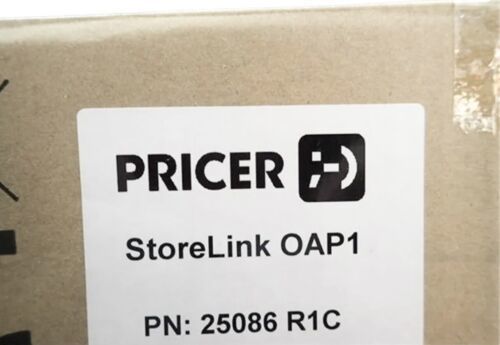 PRICER
StoreLink OAP1
PN: 25086 R1C